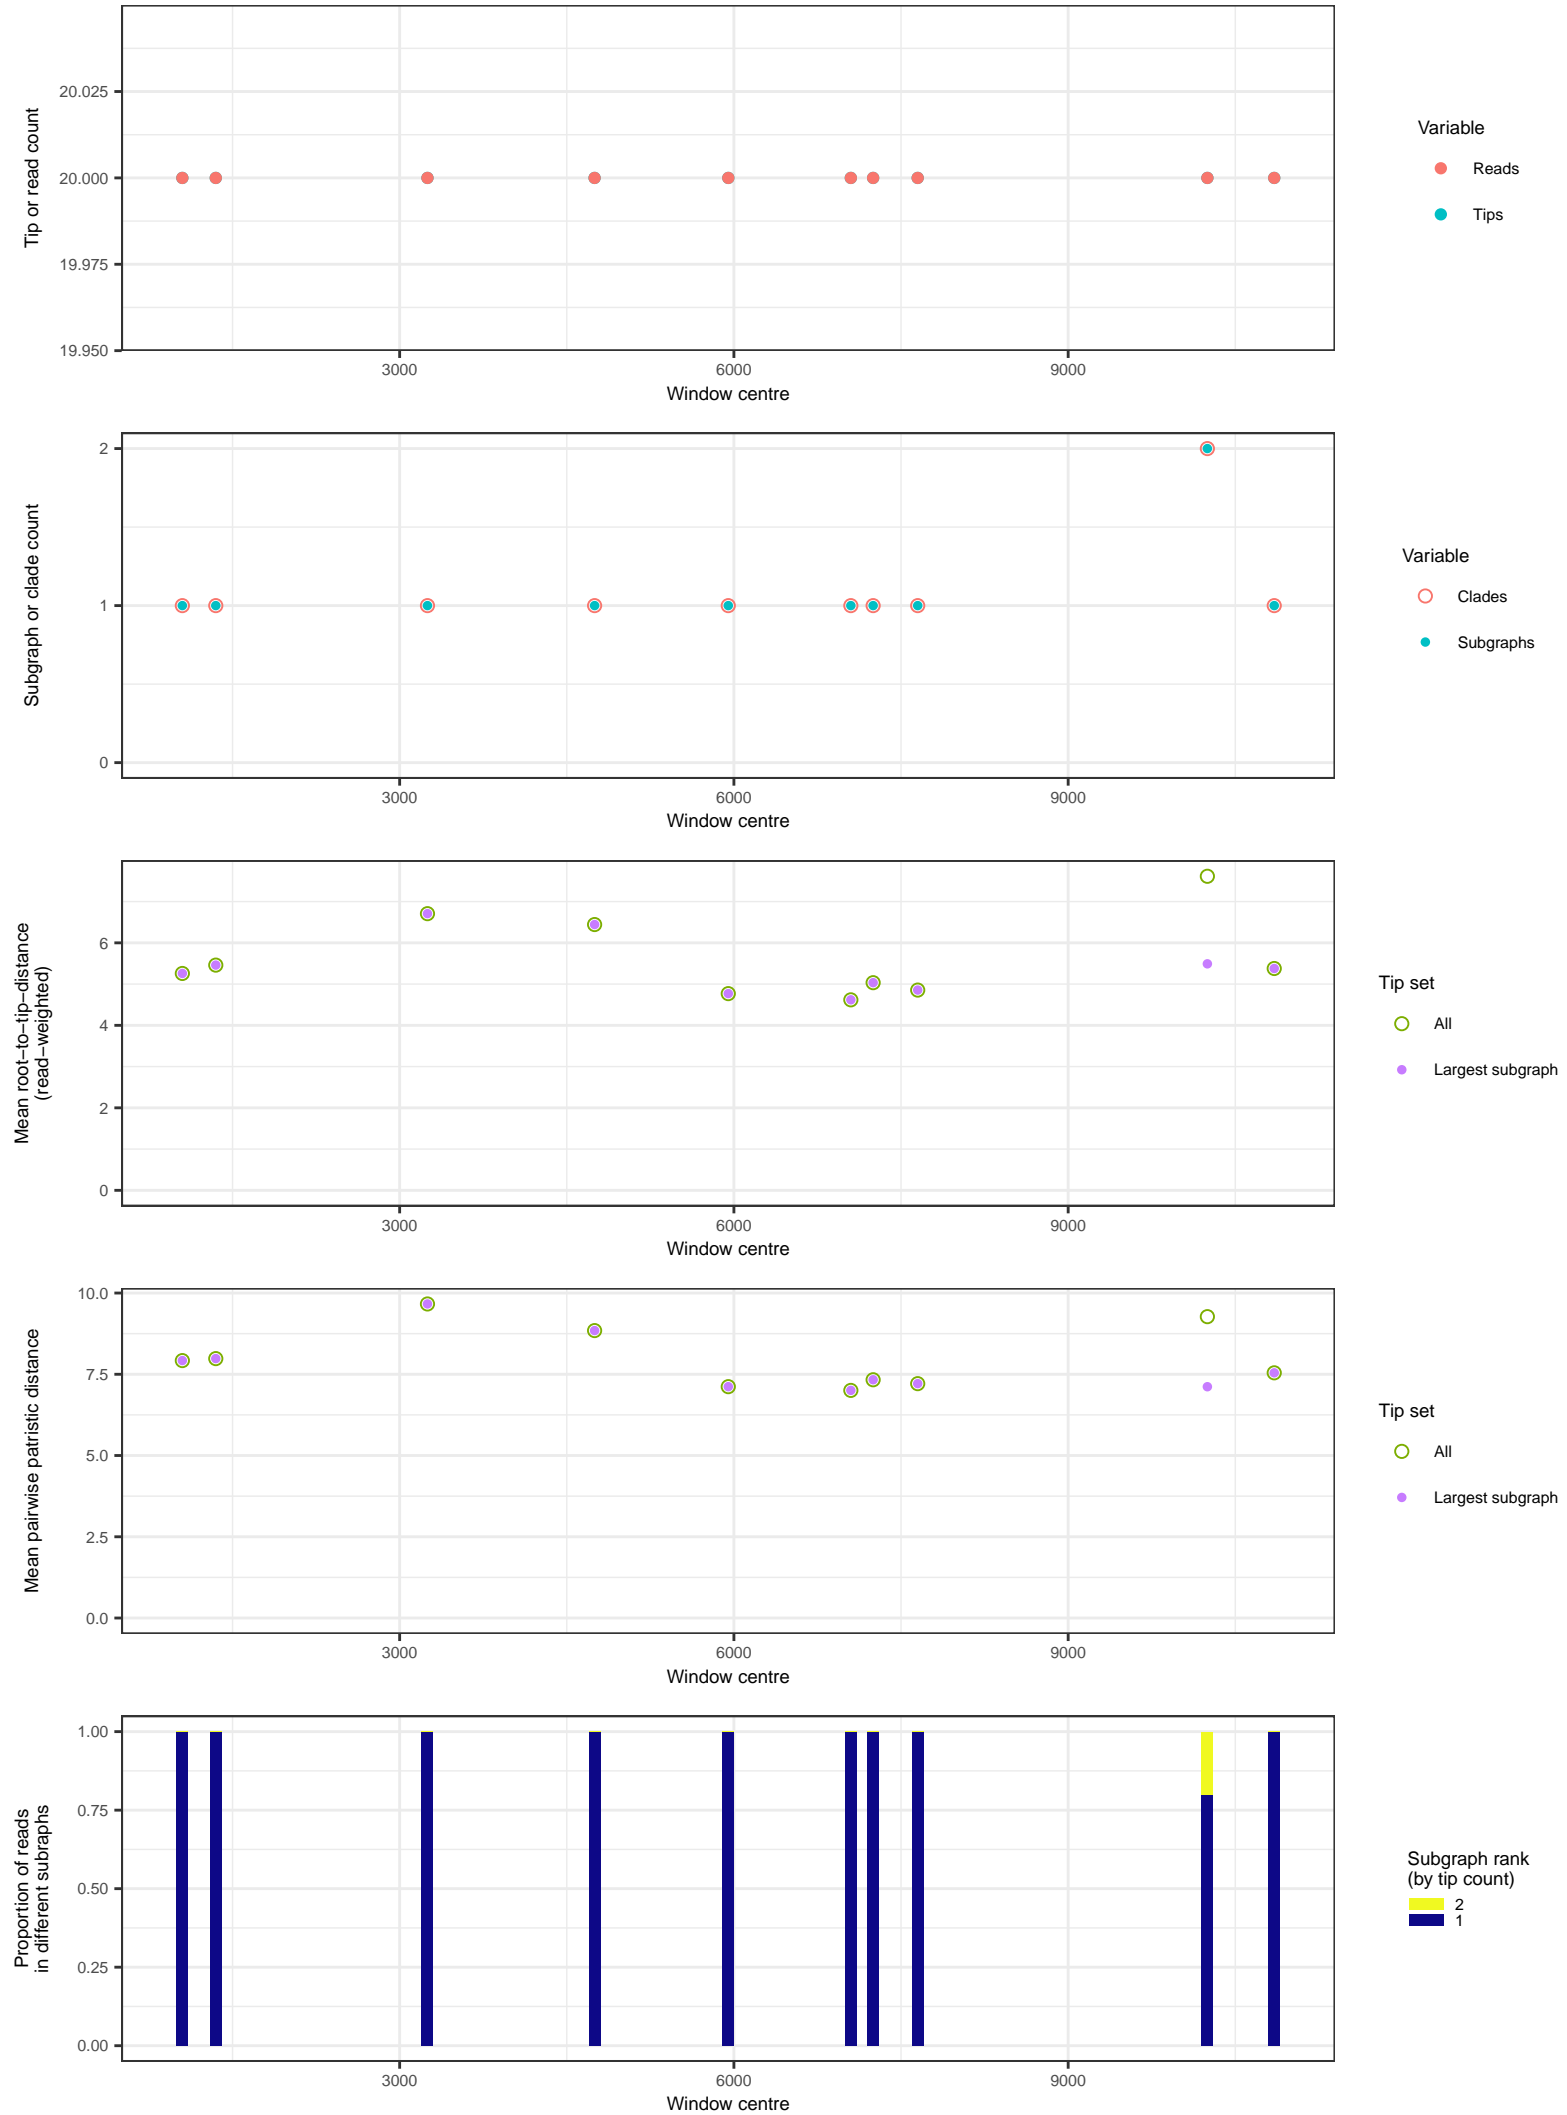 20.025
20.000
19.975
19.950
Tip or read count
3000 6000 9000
Window centre
Variable
Reads
Tips
2
1
0
Subgraph or clade count
3000 6000 9000
Window centre
Variable
Clades
Subgraphs
6
4
2
0
Mean root−to−tip−distance
(read−weighted)
3000 6000 9000
Window centre
Tip set
All
Largest subgraph
10.0
7.5
5.0
2.5
0.0
Mean pairwise patristic distance
3000 6000 9000
Window centre
Tip set
All
Largest subgraph
1.00
0.75
0.50
0.25
0.00
Proportion of reads
in different subraphs
3000 6000 9000
Window centre
Subgraph rank
(by tip count)
2
1